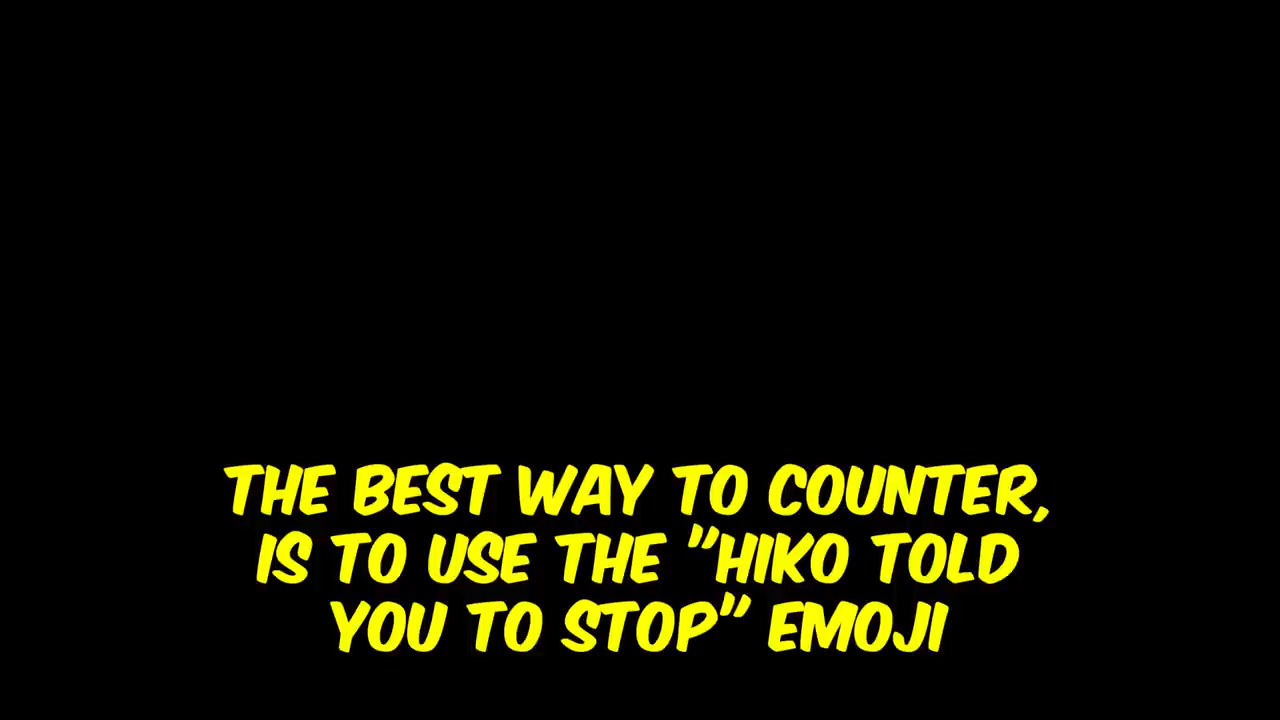 THE BEST WAY TO COUNTER,
IS TO USE THE "HIKO TOLD
YOU TO STOP" EMOJI